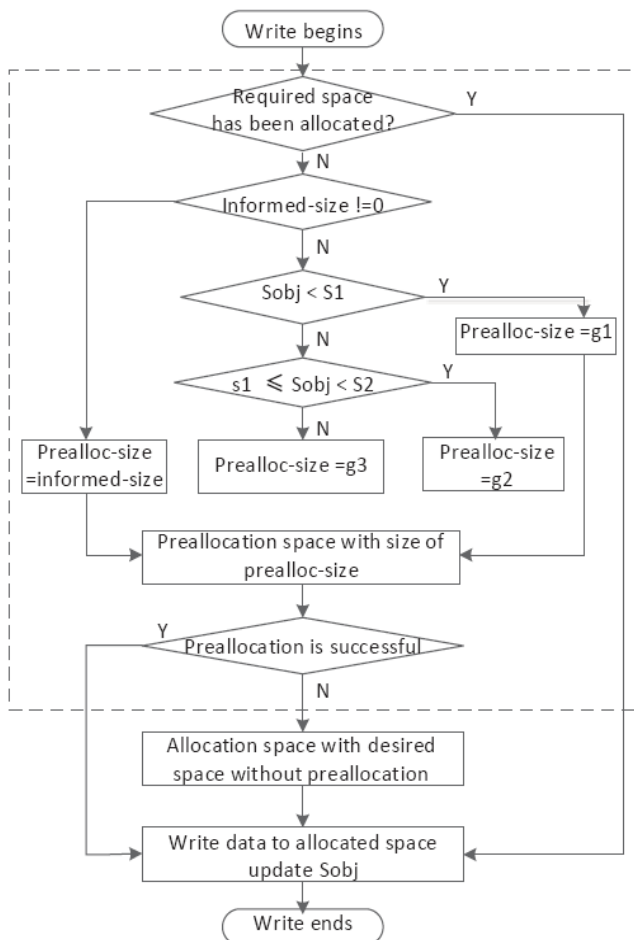 Write begins
Required space
has been allocated?
Y
N
Informed-size !=0
N
Sobj < S1
Y
Prealloc-size =g1
N
s1 ⩽ Sobj < S2
Y
N
Prealloc-size
=informed-size
Prealloc-size =g3
Prealloc-size
=g2
Preallocation space with size of
prealloc-size
Y
Preallocation is successful
N
Allocation space with desired
space without preallocation
Write data to allocated space
update Sobj
Write ends